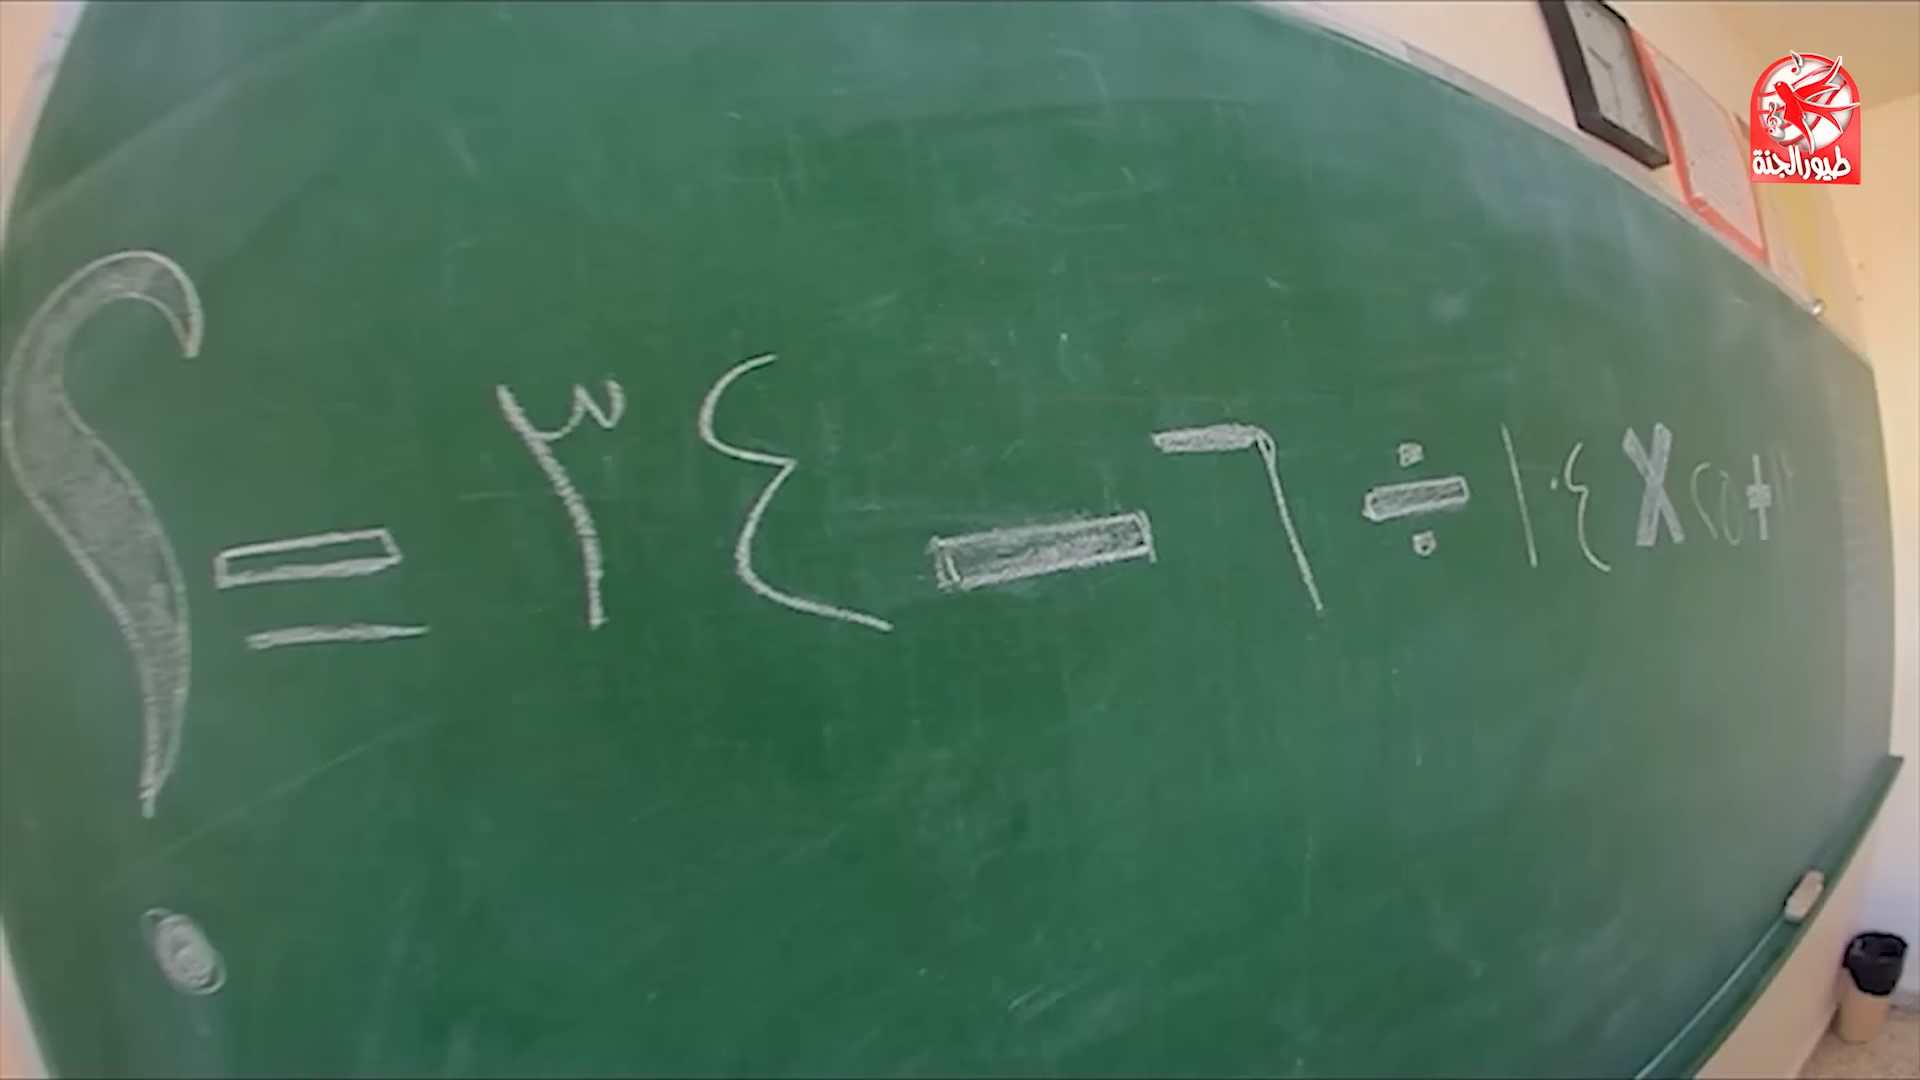 طيور الجنة
× ١٠٤ ÷ ٦ − ٣٤ = ؟